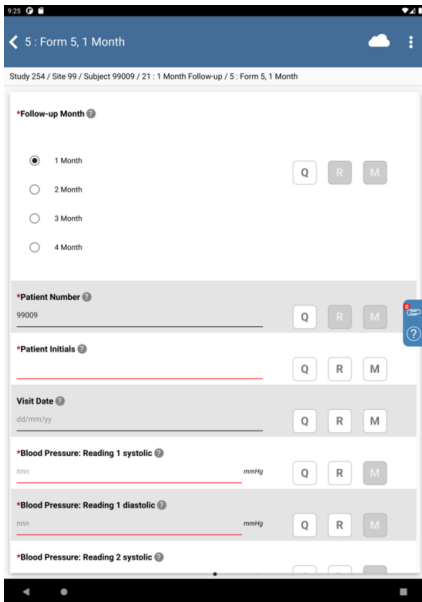 9:25
5 : Form 5, 1 Month
Study 254 / Site 99 / Subject 99009 / 21 : 1 Month Follow-up / 5 : Form 5, 1 Month
*Follow-up Month ?
1 Month
Q R M
2 Month
3 Month
4 Month
*Patient Number ?
99009
Q R M
*Patient Initials ?
Q R M
Visit Date ?
dd/mm/yy
Q R M
*Blood Pressure: Reading 1 systolic ?
nnn mmHg
Q R M
*Blood Pressure: Reading 1 diastolic ?
nnn mmHg
Q R M
*Blood Pressure: Reading 2 systolic ?